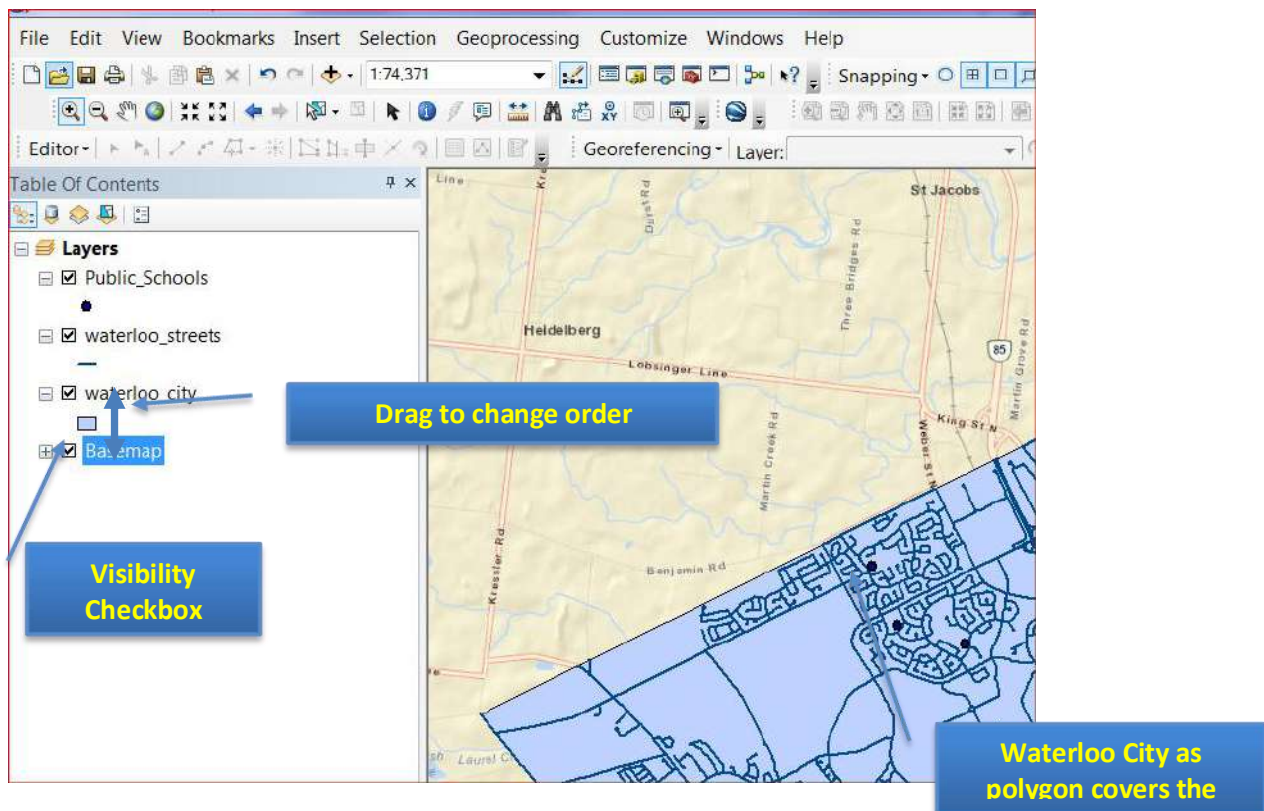 File Edit View Bookmarks Insert Selection Geoprocessing Customize Windows Help
1:74,371 Snapping
Editor Georeferencing Layer:
Table Of Contents
Layers
Public_Schools
waterloo_streets
waterloo_city
Basemap
Drag to change order
Visibility
Checkbox
Line
Durst Rd
St Jacobs
Three Bridges Rd
Heidelberg
85
Lobsinger Line
Martin Grove Rd
King St N
Weber St N
Martin Creek Rd
Kressler Rd
Benjamin Rd
Laurel C
Waterloo City as
polygon covers the